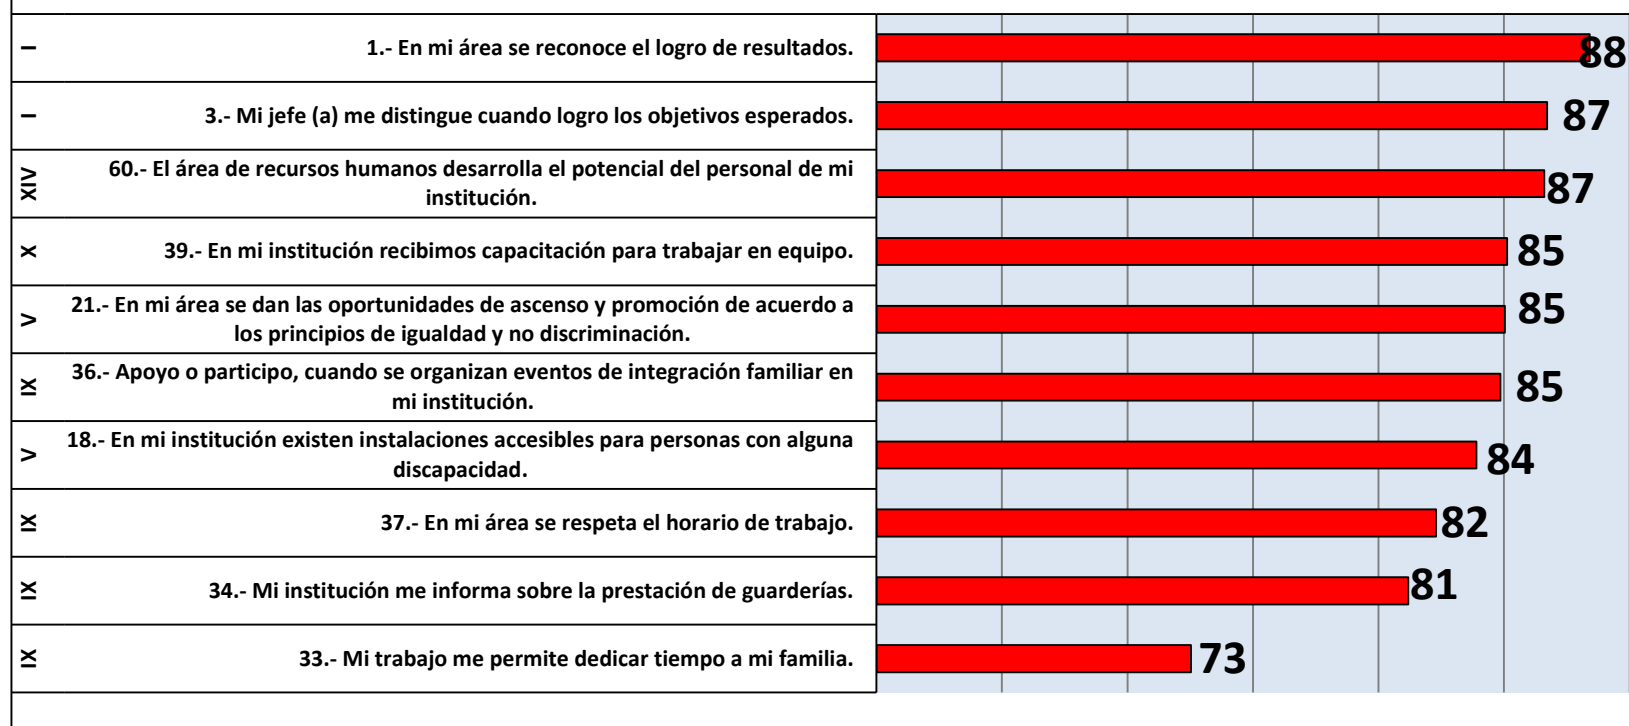 I
1.- En mi área se reconoce el logro de resultados.
88
I
3.- Mi jefe (a) me distingue cuando logro los objetivos esperados.
87
XIV
60.- El área de recursos humanos desarrolla el potencial del personal de mi
institución.
87
X
39.- En mi institución recibimos capacitación para trabajar en equipo.
85
V
21.- En mi área se dan las oportunidades de ascenso y promoción de acuerdo a
los principios de igualdad y no discriminación.
85
IX
36.- Apoyo o participo, cuando se organizan eventos de integración familiar en
mi institución.
85
V
18.- En mi institución existen instalaciones accesibles para personas con alguna
discapacidad.
84
IX
37.- En mi área se respeta el horario de trabajo.
82
IX
34.- Mi institución me informa sobre la prestación de guarderías.
81
IX
33.- Mi trabajo me permite dedicar tiempo a mi familia.
73